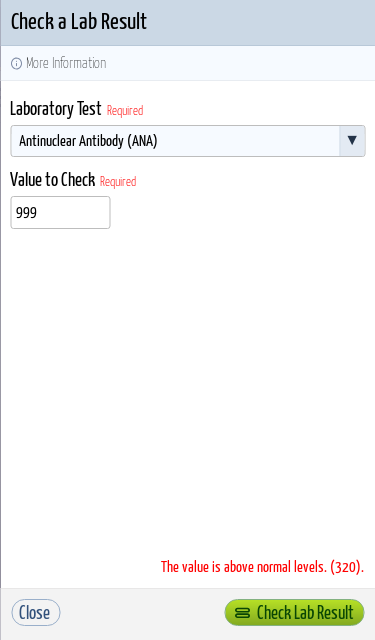 Check a Lab Result
More Information
Laboratory Test Required
Antinuclear Antibody (ANA)
Value to Check Required
999
The value is above normal levels. (320).
Close
Check Lab Result